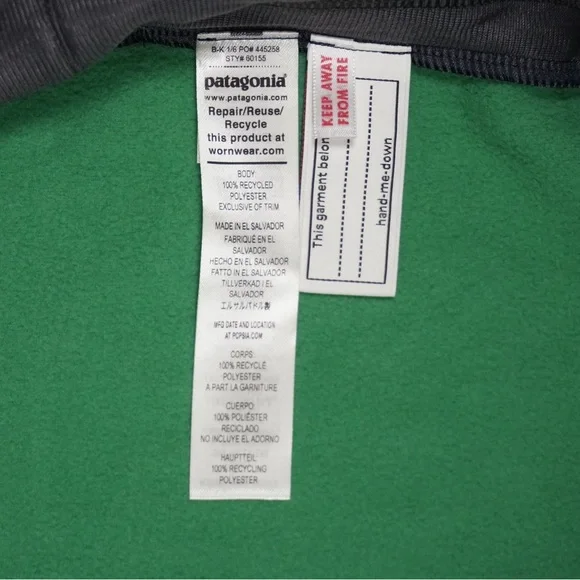 B-K 1/6 PO# 445258
STY# 60155
patagonia®
www.patagonia.com
Repair/Reuse/
Recycle
this product at
wornwear.com
BODY:
100% RECYCLED
POLYESTER
EXCLUSIVE OF TRIM
MADE IN EL SALVADOR
FABRIQUÉ EN EL
SALVADOR
HECHO EN EL SALVADOR
FATTO IN EL SALVADOR
TILLVERKAD I EL
SALVADOR
エルサルバドル製
MFG DATE AND LOCATION
AT PCPSIA.COM
CORPS:
100% RECYCLÉ
POLYESTER
A PART LA GARNITURE
CUERPO:
100% POLIÉSTER
RECICLADO
NO INCLUYE EL ADORNO
HAUPTTEIL:
100% RECYCLING
POLYESTER
KEEP AWAY
FROM FIRE
This garment belon
hand-me-down